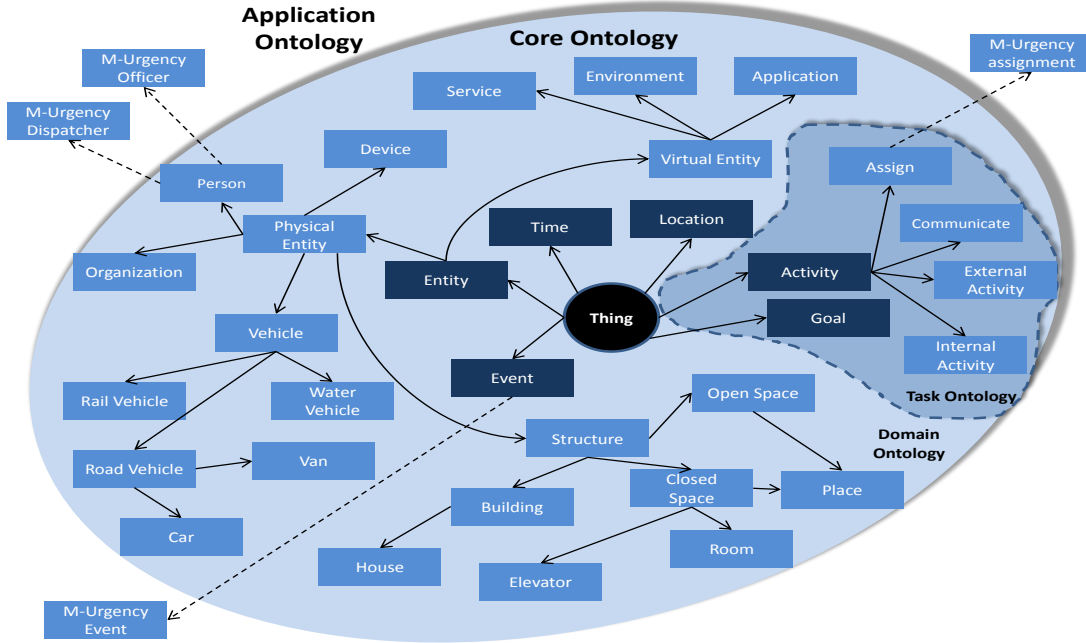 Application
Ontology
Core Ontology
M-Urgency
assignment
M-Urgency
Officer
Environment
Application
Service
M-Urgency
Dispatcher
Device
Virtual Entity
Assign
Person
Physical
Entity
Time
Location
Communicate
Organization
Entity
Activity
External
Activity
Thing
Goal
Vehicle
Internal
Activity
Event
Rail Vehicle
Water
Vehicle
Open Space
Task Ontology
Structure
Domain
Ontology
Road Vehicle
Van
Closed
Space
Place
Building
Car
Room
House
Elevator
M-Urgency
Event